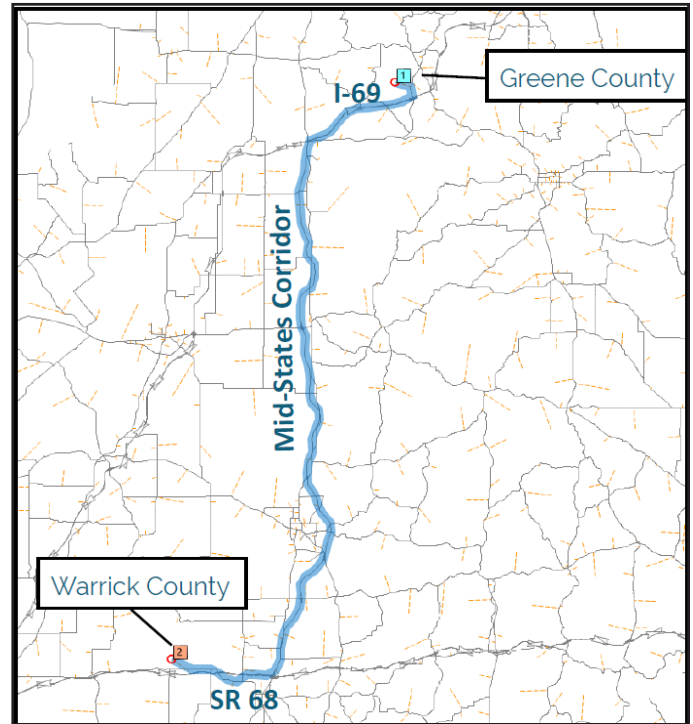 1
Greene County
I-69
Mid-States Corridor
Warrick County
2
SR 68